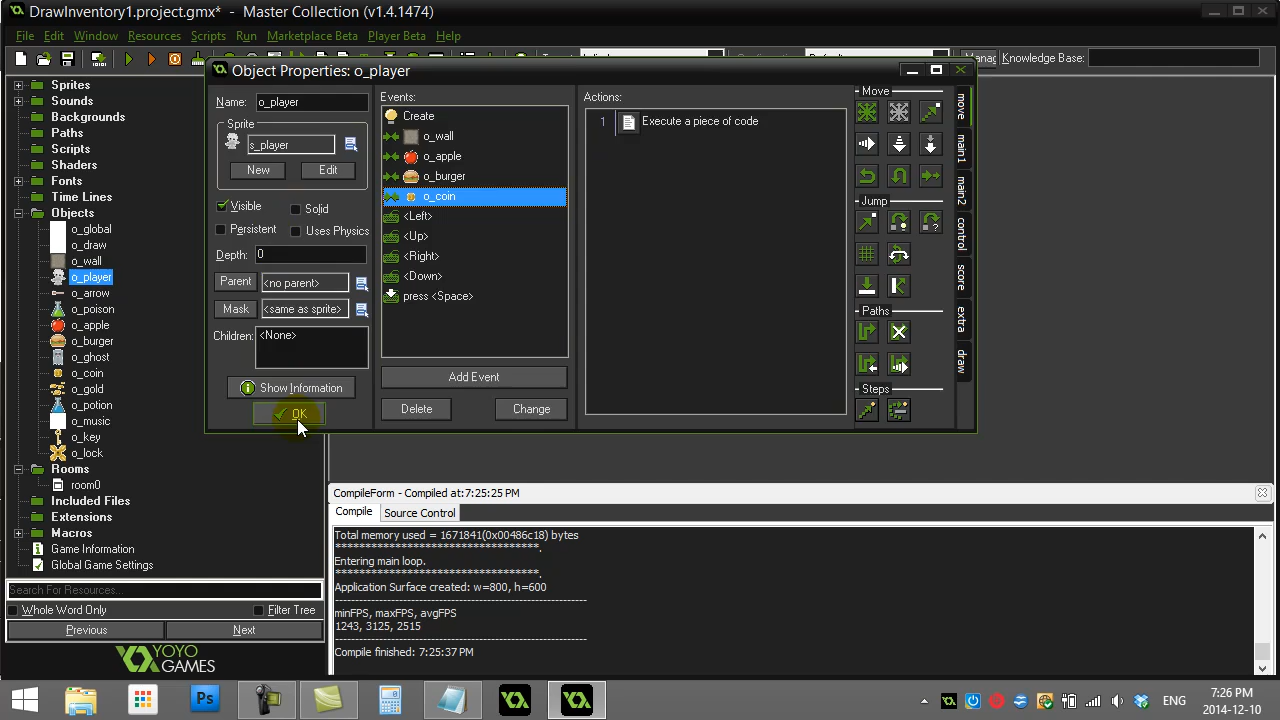 DrawInventory1.project.gmx* - Master Collection (v1.4.1474)
File Edit Window Resources Scripts Run Marketplace Beta Player Beta Help
Manag Knowledge Base:
Sprites
Sounds
Backgrounds
Paths
Scripts
Shaders
Fonts
Time Lines
Objects
o_global
o_draw
o_wall
o_player
o_arrow
o_poison
o_apple
o_burger
o_ghost
o_coin
o_gold
o_potion
o_music
o_key
o_lock
Rooms
room0
Included Files
Extensions
Macros
Game Information
Global Game Settings
Search For Resources...
Whole Word Only Filter Tree
Previous Next
YOYO
GAMES
Object Properties: o_player
Name: o_player
Sprite
s_player
New Edit
Visible Solid
Persistent Uses Physics
Depth: 0
Parent <no parent>
Mask <same as sprite>
Children: <None>
Show Information
OK
Events:
Create
o_wall
o_apple
o_burger
o_coin
<Left>
<Up>
<Right>
<Down>
press <Space>
Add Event
Delete Change
Actions:
1 Execute a piece of code
Move
Jump
Paths
Steps
move
main1
main2
control
score
extra
draw
CompileForm - Compiled at:7:25:25 PM
Compile Source Control
Total memory used = 1671841(0x00486c18) bytes
**********************************.
Entering main loop.
**********************************.
Application Surface created: w=800, h=600
minFPS, maxFPS, avgFPS
1243, 3125, 2515
Compile finished: 7:25:37 PM
Ps
ENG
7:26 PM
2014-12-10